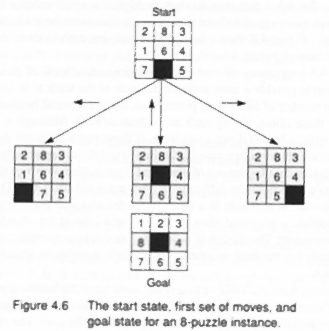 Start
2 8 3
1 6 4
7 5
2 8 3
1 6 4
7 5
2 8 3
1 4
7 6 5
2 8 3
1 6 4
7 5
1 2 3
8 4
7 6 5
Goal
Figure 4.6 The start state, first set of moves, and
goal state for an 8-puzzle instance.